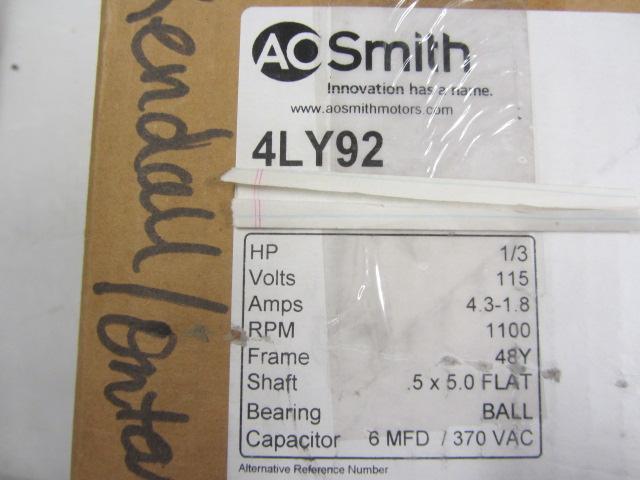 Kendall/Onta
AO Smith
Innovation has a name.
www.aosmithmotors.com
4LY92
HP 1/3
Volts 115
Amps 4.3-1.8
RPM 1100
Frame 48Y
Shaft .5 x 5.0 FLAT
Bearing BALL
Capacitor 6 MFD / 370 VAC
Alternative Reference Number